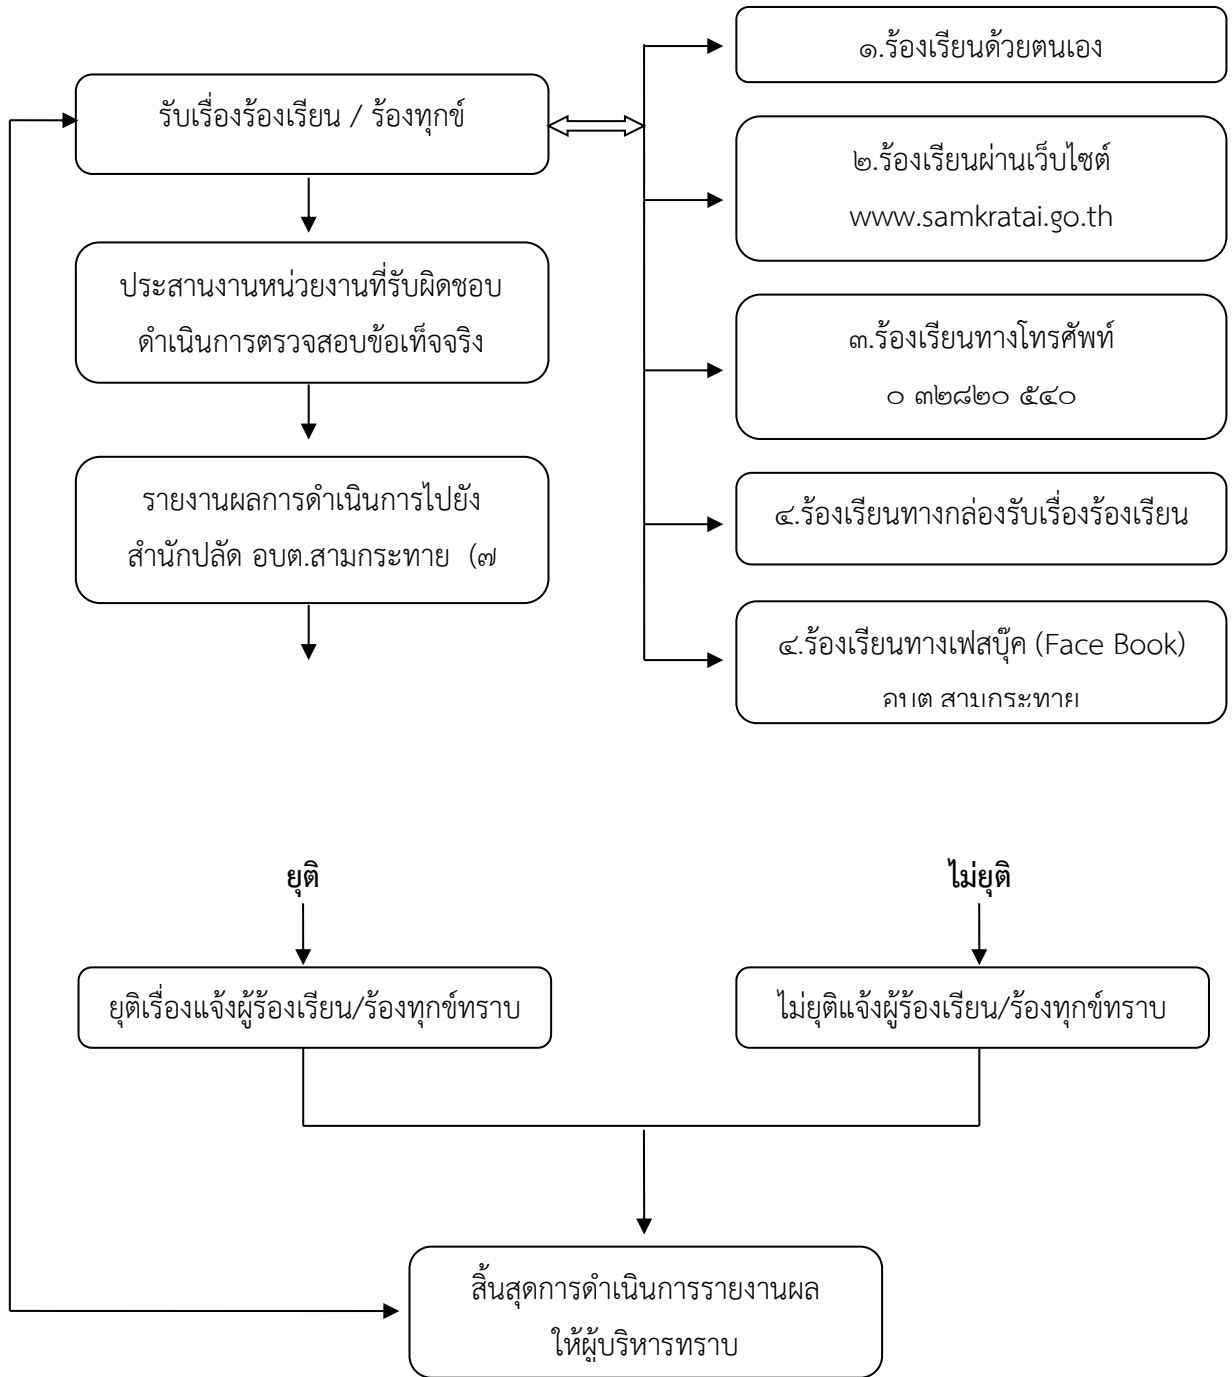 รับเรื่องร้องเรียน / ร้องทุกข์
ประสานงานหน่วยงานที่รับผิดชอบ
ดำเนินการตรวจสอบข้อเท็จจริง
รายงานผลการดำเนินการไปยัง
สำนักปลัด อบต.สามกระทาย (๗
๑.ร้องเรียนด้วยตนเอง
๒.ร้องเรียนผ่านเว็บไซต์
www.samkratai.go.th
๓.ร้องเรียนทางโทรศัพท์
๐ ๓๒๘๒๐ ๕๔๐
๔.ร้องเรียนทางกล่องรับเรื่องร้องเรียน
๔.ร้องเรียนทางเฟสบุ๊ค (Face Book)
อบต สามกระทาย
ยุติ
ไม่ยุติ
ยุติเรื่องแจ้งผู้ร้องเรียน/ร้องทุกข์ทราบ
ไม่ยุติแจ้งผู้ร้องเรียน/ร้องทุกข์ทราบ
สิ้นสุดการดำเนินการรายงานผล
ให้ผู้บริหารทราบ